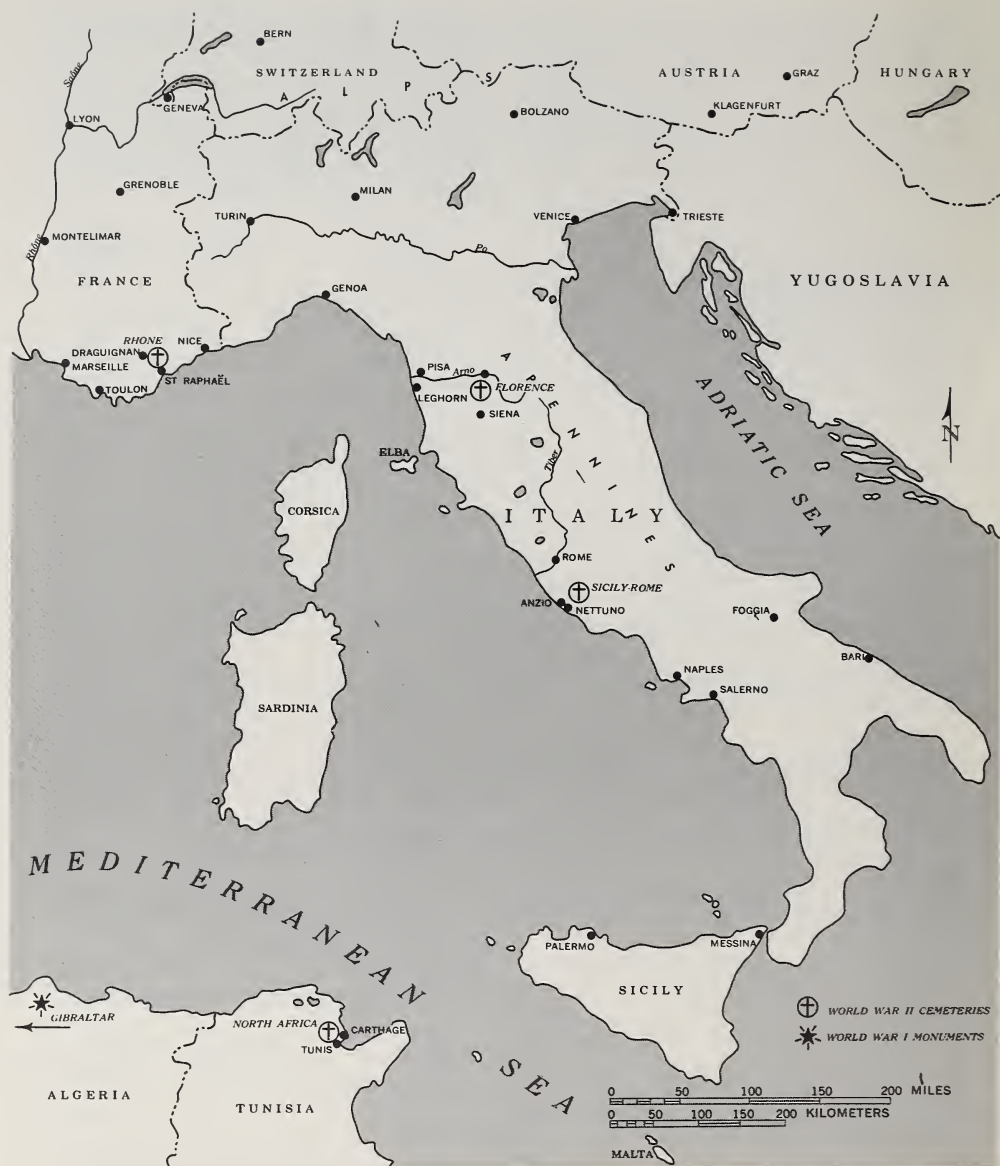 BERN
SWITZERLAND
ALPS
AUSTRIA
GRAZ
HUNGARY
Saône
GENEVA
KLAGENFURT
BOLZANO
LYON
GRENOBLE
MILAN
TURIN
VENICE
TRIESTE
Rhône
MONTELIMAR
Po
FRANCE
YUGOSLAVIA
GENOA
RHONE
NICE
DRAGUIGNAN
MARSEILLE
ST RAPHAËL
TOULON
PISA
Arno
FLORENCE
LEGHORN
SIENA
APENNINES
ADRIATIC SEA
N
ELBA
Tiber
CORSICA
ITALY
ROME
SICILY-ROME
ANZIO
NETTUNO
FOGGIA
BARI
NAPLES
SALERNO
SARDINIA
MEDITERRANEAN SEA
PALERMO
MESSINA
SICILY
GIBRALTAR
NORTH AFRICA
CARTHAGE
TUNIS
ALGERIA
TUNISIA
WORLD WAR II CEMETERIES
WORLD WAR I MONUMENTS
0 50 100 150 200 MILES
0 50 100 150 200 KILOMETERS
MALTA